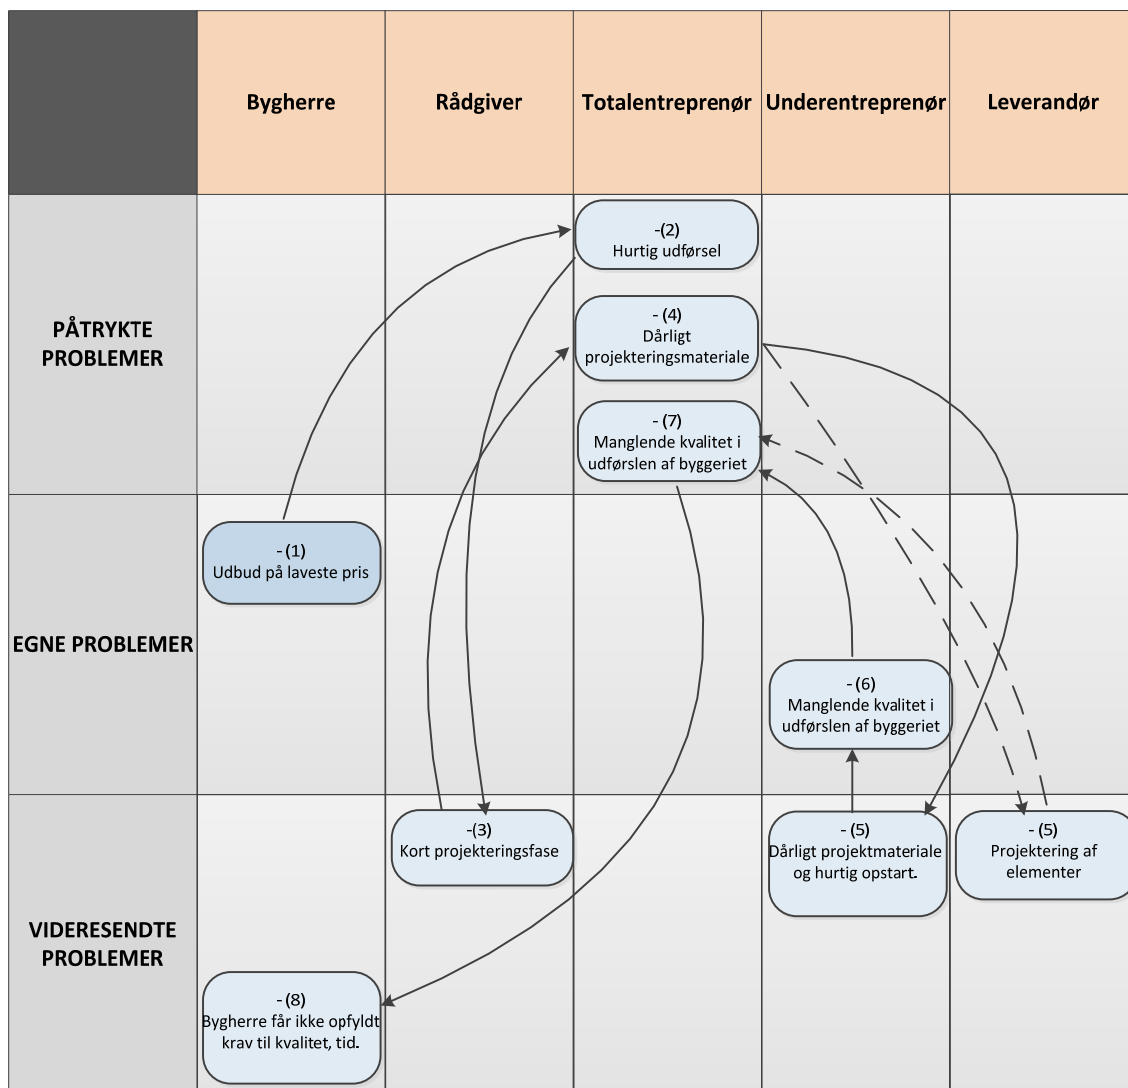 Bygherre
Rådgiver
Totalentreprenør
Underentreprenør
Leverandør
PÅTRYKTE
PROBLEMER
-(2)
Hurtig udførsel
- (4)
Dårligt
projekteringsmateriale
- (7)
Manglende kvalitet i
udførslen af byggeriet
EGNE PROBLEMER
- (1)
Udbud på laveste pris
- (6)
Manglende kvalitet i
udførslen af byggeriet
VIDERESENDTE
PROBLEMER
-(3)
Kort projekteringsfase
- (5)
Dårligt projektmateriale
og hurtig opstart.
- (5)
Projektering af
elementer
- (8)
Bygherre får ikke opfyldt
krav til kvalitet, tid.